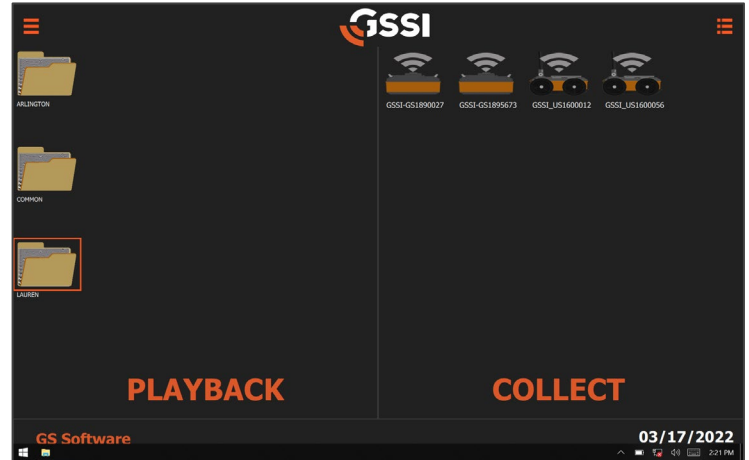 GSSI
ARLINGTON
COMMON
LAUREN
PLAYBACK
GSSI-GS1890027
GSSI-GS1895673
GSSI_US1600012
GSSI_US1600056
COLLECT
GS Software
03/17/2022
2:21 PM